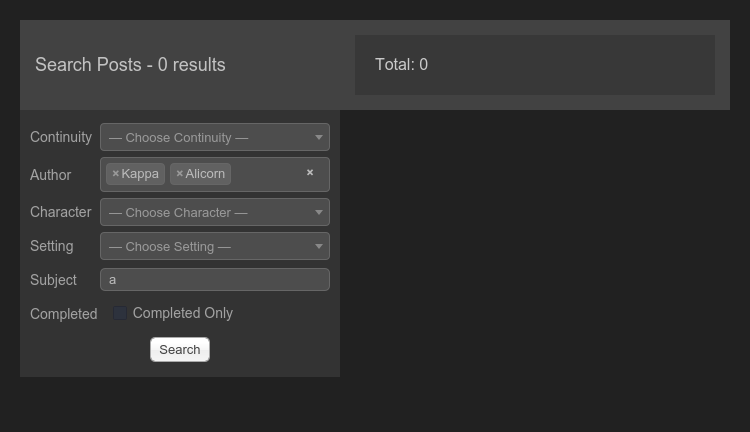 Search Posts - 0 results
Total: 0
Continuity — Choose Continuity —
Author × Kappa × Alicorn ×
Character — Choose Character —
Setting — Choose Setting —
Subject a
Completed Completed Only
Search